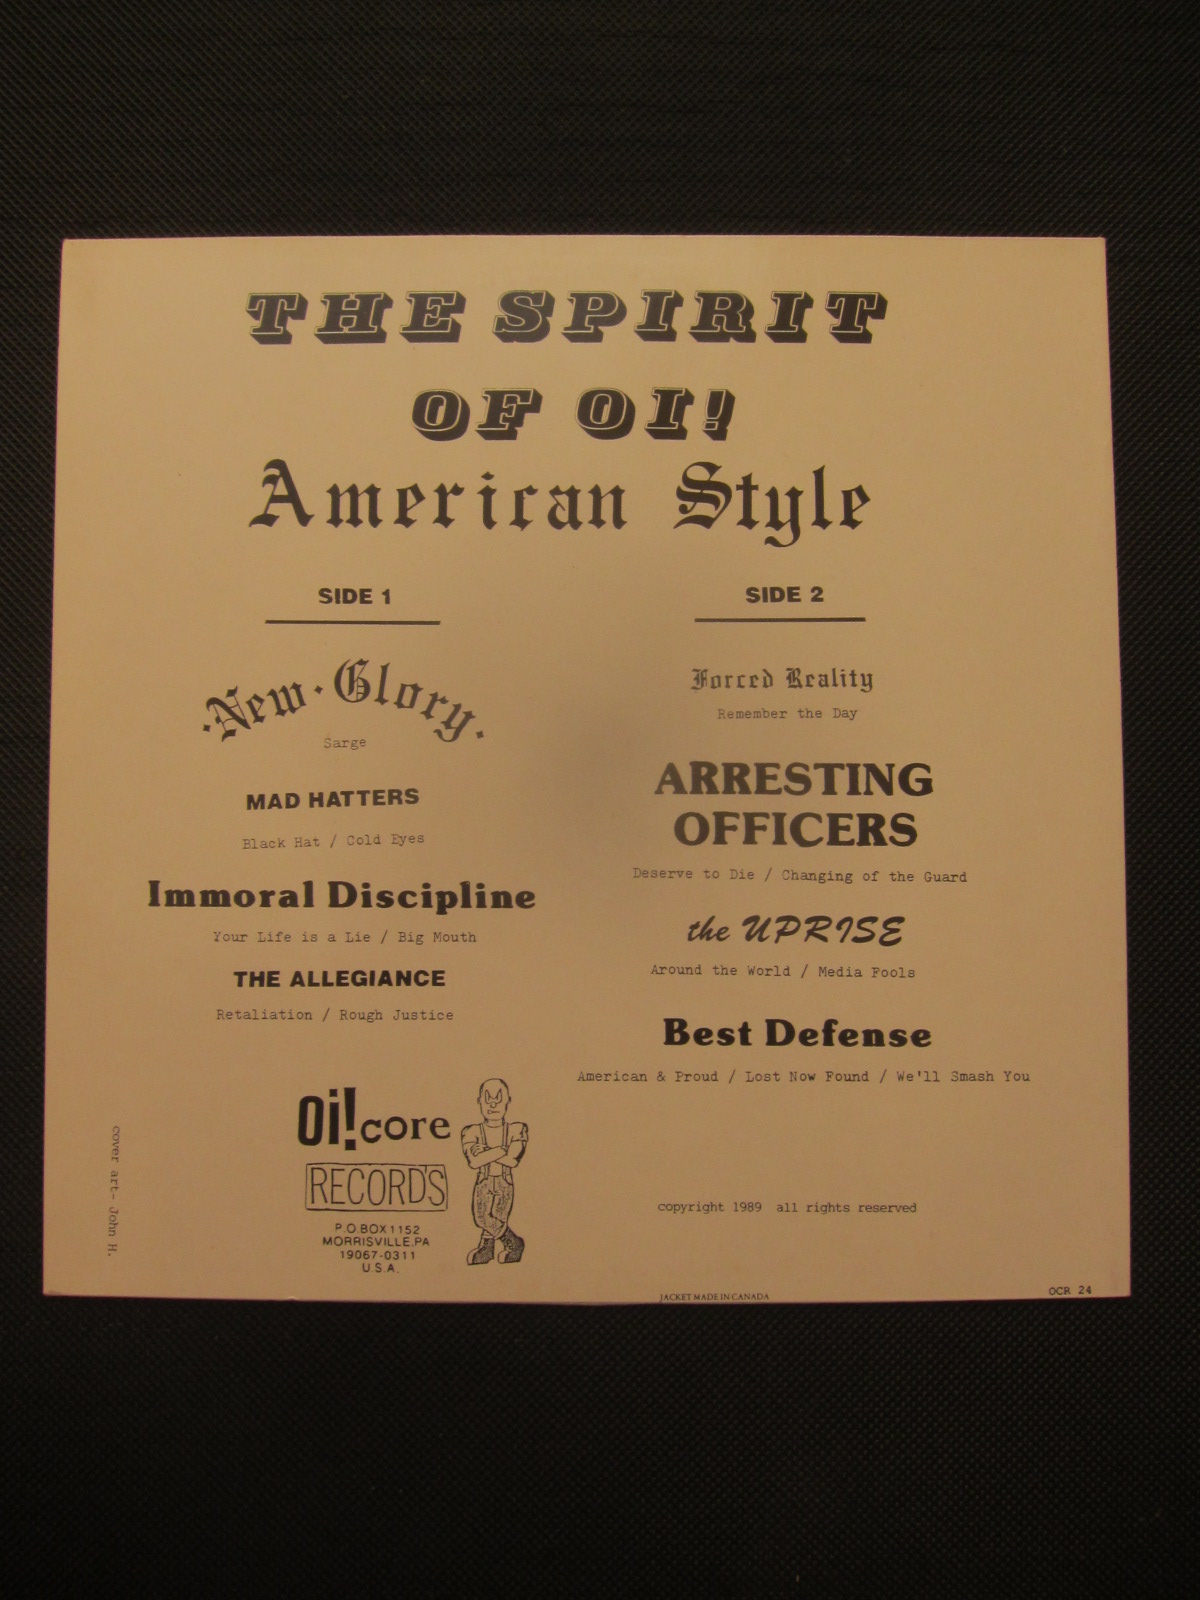 THE SPIRIT
OF OI!
American Style
SIDE 1
New · Glory
Sarge
MAD HATTERS
Black Hat / Cold Eyes
Immoral Discipline
Your Life is a Lie / Big Mouth
THE ALLEGIANCE
Retaliation / Rough Justice
SIDE 2
Forced Reality
Remember the Day
ARRESTING
OFFICERS
Deserve to Die / Changing of the Guard
the UPRISE
Around the World / Media Fools
Best Defense
American & Proud / Lost Now Found / We'll Smash You
oi!core
RECORD'S
P.O.BOX 1152
MORRISVILLE,PA
19067-0311
U.S.A.
cover art- John H.
copyright 1989 all rights reserved
JACKET MADE IN CANADA
OCR 24